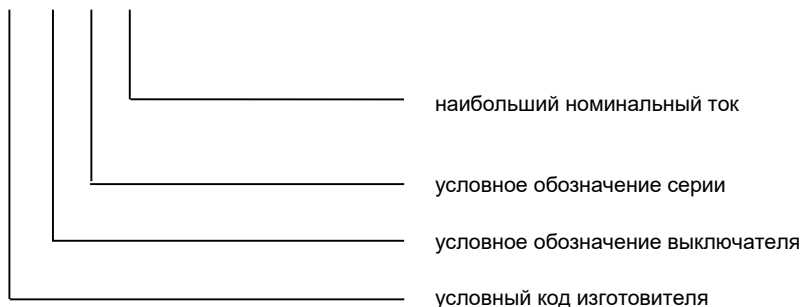 наибольший номинальный ток
условное обозначение серии
условное обозначение выключателя
условный код изготовителя